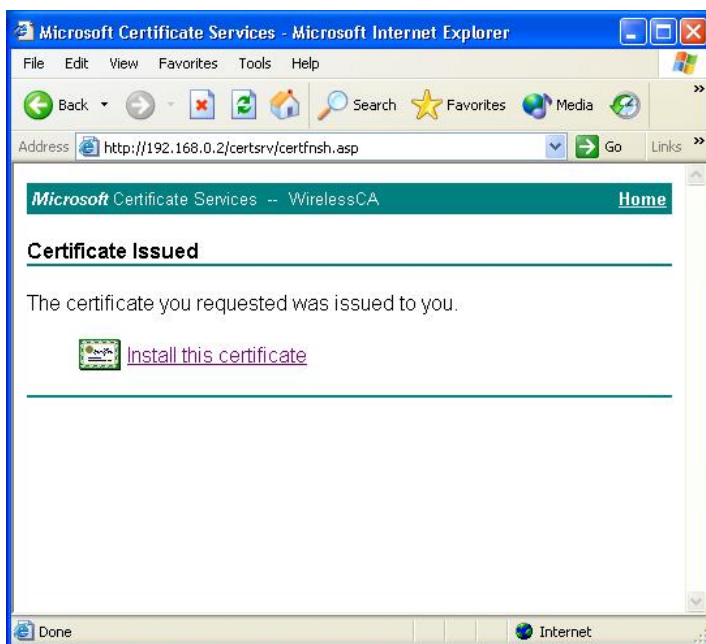 Microsoft Certificate Services - Microsoft Internet Explorer
File Edit View Favorites Tools Help
Back Search Favorites Media »
Address http://192.168.0.2/certsrv/certfnsh.asp Go Links »
Microsoft Certificate Services -- WirelessCA Home
Certificate Issued
The certificate you requested was issued to you.
Install this certificate
Done Internet